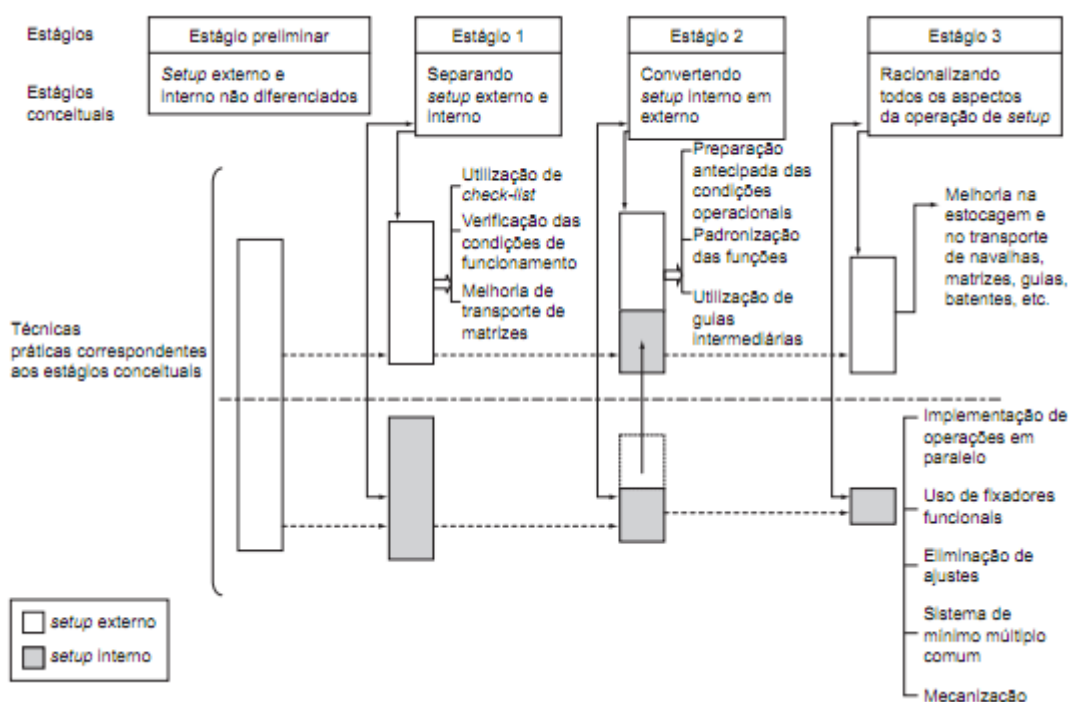 Estágios
Estágio preliminar
Estágio 1
Estágio 2
Estágio 3
Estágios
conceituais
Setup externo e
interno não diferenciados
Separando
setup externo e
interno
Convertendo
setup interno em
externo
Racionalizando
todos os aspectos
da operação de setup
Utilização de
check-list
Verificação das
condições de
funcionamento
Melhoria de
transporte de
matrizes
Preparação
antecipada das
condições
operacionais
Padronização
das funções
Utilização de
guias
intermediárias
Melhoria na
estocagem e
no transporte
de navalhas,
matrizes, guias,
batentes, etc.
Técnicas
práticas correspondentes
aos estágios conceituais
Implementação de
operações em
paralelo
Uso de fixadores
funcionais
Eliminação de
ajustes
Sistema de
mínimo múltiplo
comum
Mecanização
setup externo
setup interno